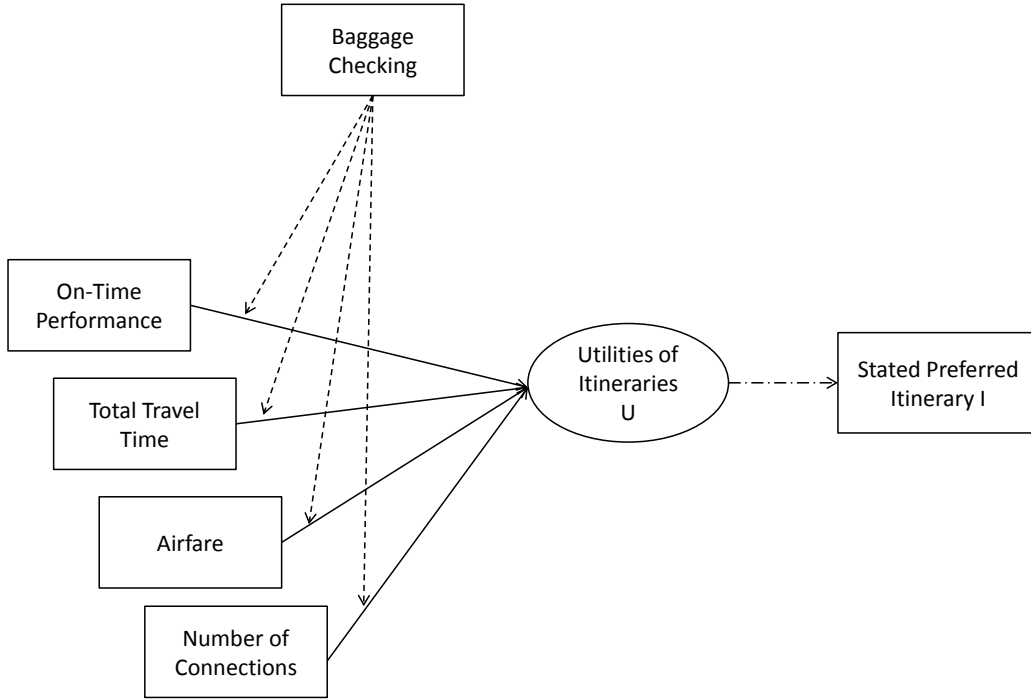 Baggage
Checking
On-Time
Performance
Total Travel
Time
Airfare
Number of
Connections
Utilities of
Itineraries
U
Stated Preferred
Itinerary I